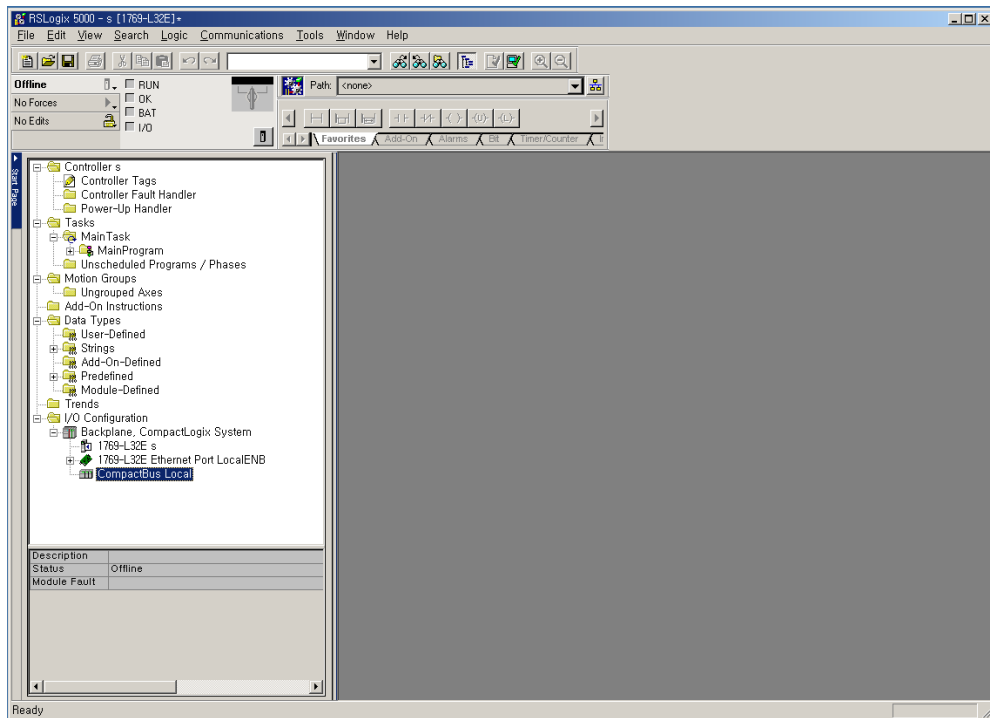 RSLogix 5000 - s [1769-L32E]*
File Edit View Search Logic Communications Tools Window Help
Offline
RUN
Path: <none>
No Forces
OK
BAT
No Edits
I/O
Favorites Add-On Alarms Bit Timer/Counter
Start Page
Controller s
Controller Tags
Controller Fault Handler
Power-Up Handler
Tasks
MainTask
MainProgram
Unscheduled Programs / Phases
Motion Groups
Ungrouped Axes
Add-On Instructions
Data Types
User-Defined
Strings
Add-On-Defined
Predefined
Module-Defined
Trends
I/O Configuration
Backplane, CompactLogix System
1769-L32E s
1769-L32E Ethernet Port LocalENB
CompactBus Local
Description
Status Offline
Module Fault
Ready